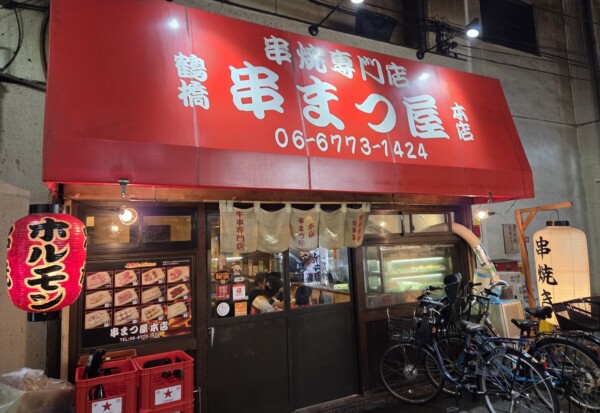 串焼専門店
鶴橋
串まつ屋
本店
06-6773-1424
ホルモン
串焼き
串まつ屋 本店